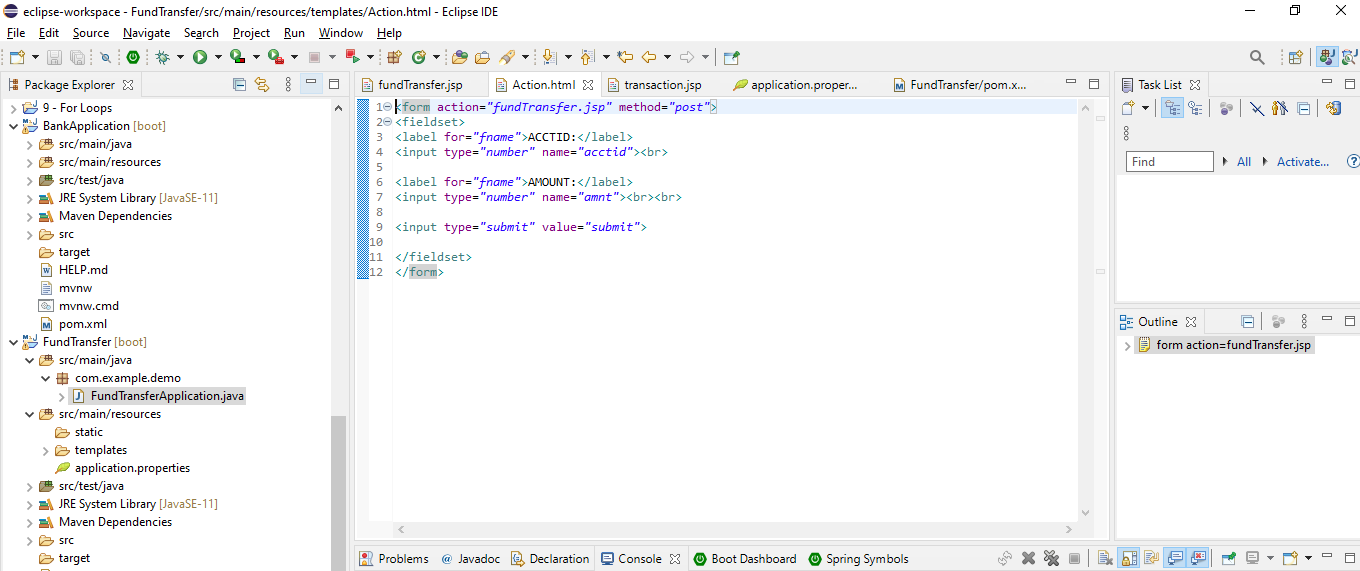 eclipse-workspace - FundTransfer/src/main/resources/templates/Action.html - Eclipse IDE
File Edit Source Navigate Search Project Run Window Help
Package Explorer
9 - For Loops
BankApplication [boot]
src/main/java
src/main/resources
src/test/java
JRE System Library [JavaSE-11]
Maven Dependencies
src
target
HELP.md
mvnw
mvnw.cmd
pom.xml
FundTransfer [boot]
src/main/java
com.example.demo
FundTransferApplication.java
src/main/resources
static
templates
application.properties
src/test/java
JRE System Library [JavaSE-11]
Maven Dependencies
src
target
fundTransfer.jsp Action.html transaction.jsp application.proper... FundTransfer/pom.x...
1 <form action="fundTransfer.jsp" method="post">
2 <fieldset>
3 <label for="fname">ACCTID:</label>
4 <input type="number" name="acctid"><br>
5
6 <label for="fname">AMOUNT:</label>
7 <input type="number" name="amnt"><br><br>
8
9 <input type="submit" value="submit">
10
11 </fieldset>
12 </form>
Task List
Find All Activate...
Outline
form action=fundTransfer.jsp
Problems @ Javadoc Declaration Console Boot Dashboard Spring Symbols